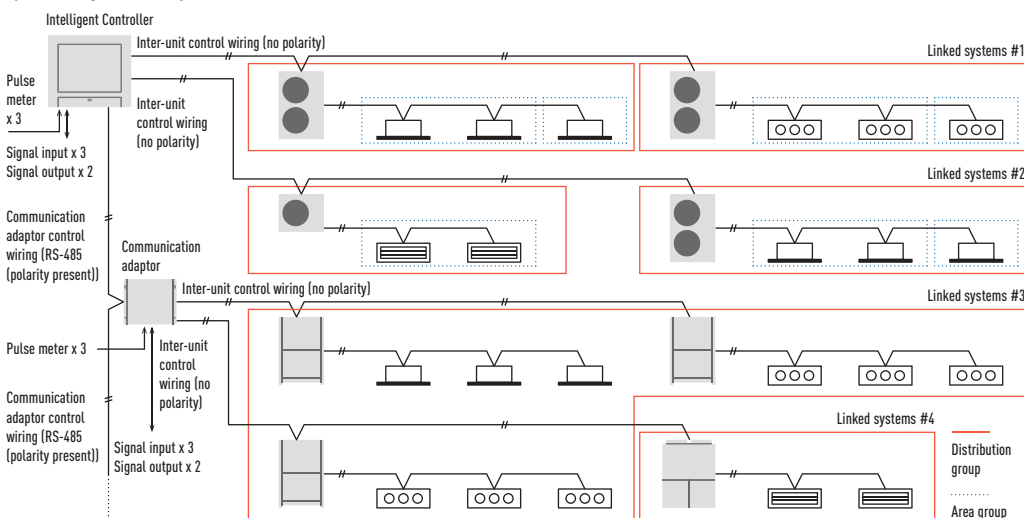 Intelligent Controller
Inter-unit control wiring (no polarity)
Linked systems #1
Pulse
meter
x 3
Inter-unit
control wiring
(no polarity)
Signal input x 3
Signal output x 2
Linked systems #2
Communication
adaptor control
wiring (RS-485
(polarity present))
Communication
adaptor
Inter-unit control wiring (no polarity)
Linked systems #3
Pulse meter x 3
Inter-unit
control
wiring (no
polarity)
Communication
adaptor control
wiring (RS-485
(polarity present))
Signal input x 3
Signal output x 2
Linked systems #4
Distribution
group
Area group